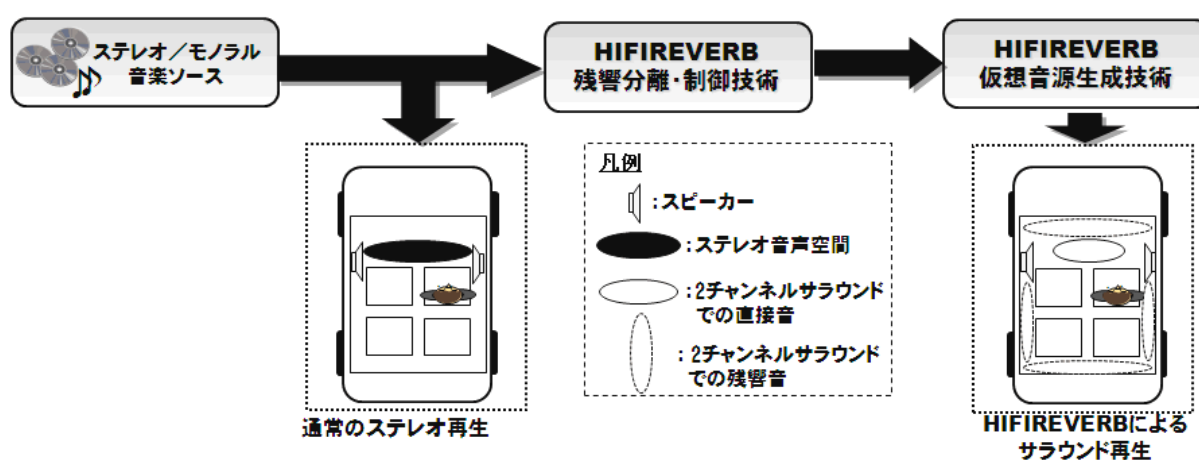 ステレオ／モノラル
音楽ソース
HIFIREVERB
残響分離・制御技術
HIFIREVERB
仮想音源生成技術
通常のステレオ再生
凡例
：スピーカー
：ステレオ音声空間
：2チャンネルサラウンド
での直接音
：2チャンネルサラウンド
での残響音
HIFIREVERBによる
サラウンド再生